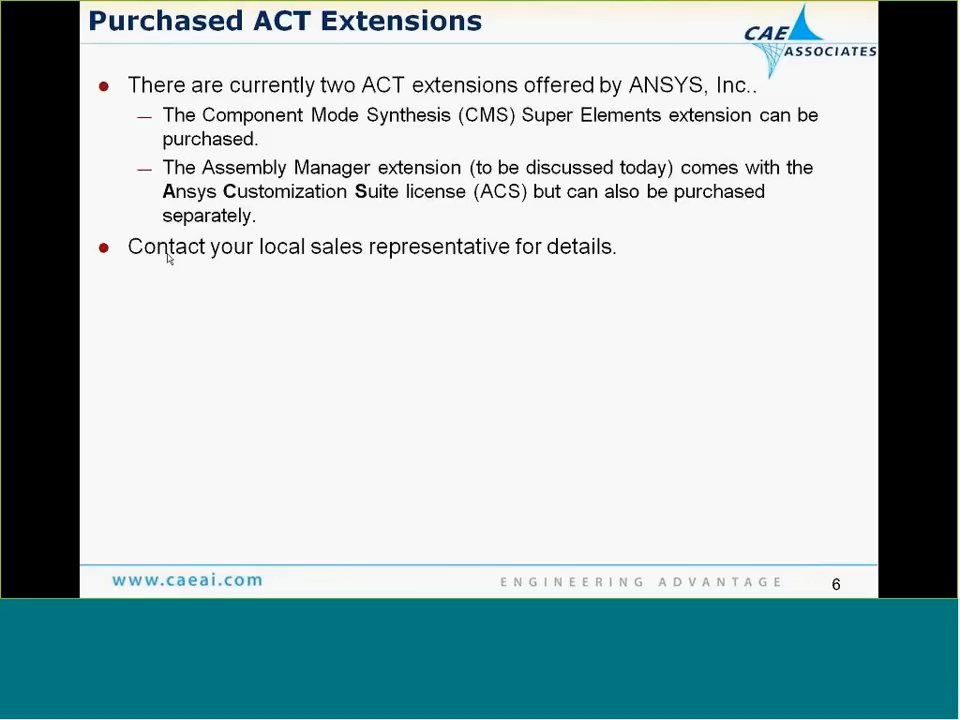 Purchased ACT Extensions
CAE
ASSOCIATES
● There are currently two ACT extensions offered by ANSYS, Inc..
— The Component Mode Synthesis (CMS) Super Elements extension can be
purchased.
— The Assembly Manager extension (to be discussed today) comes with the
Ansys Customization Suite license (ACS) but can also be purchased
separately.
● Contact your local sales representative for details.
www.caeai.com
ENGINEERING ADVANTAGE
6